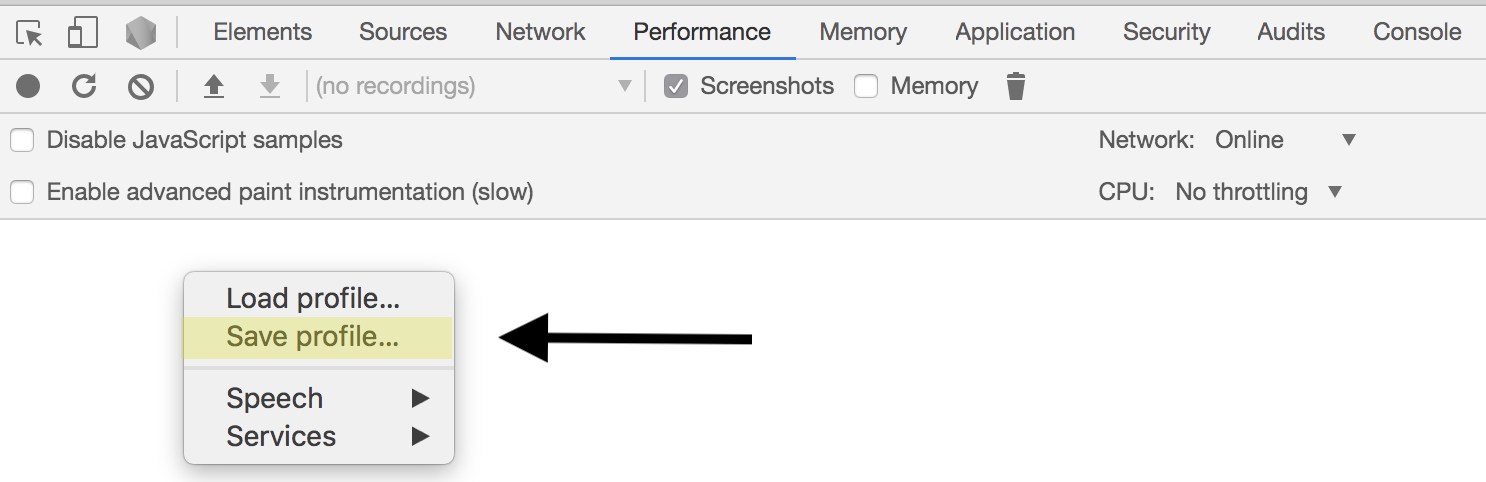 Elements Sources Network Performance Memory Application Security Audits Console
(no recordings) Screenshots Memory
Disable JavaScript samples Network: Online
Enable advanced paint instrumentation (slow) CPU: No throttling
Load profile...
Save profile...
Speech
Services